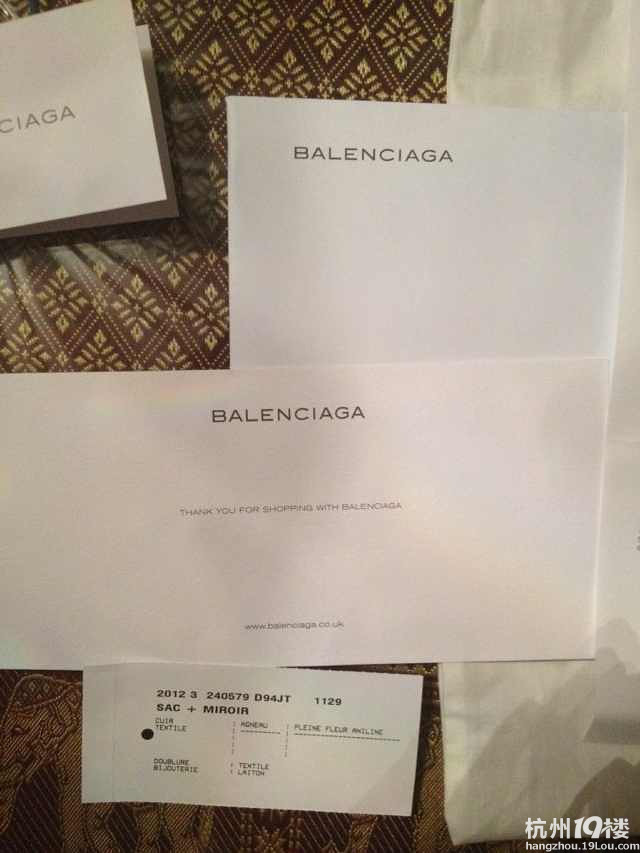 CIAGA
BALENCIAGA
BALENCIAGA
THANK YOU FOR SHOPPING WITH BALENCIAGA
www.balenciaga.co.uk
2012 3 240579 D94JT 1129
SAC + MIROIR
CUIR : AGNEAU : PLEINE FLEUR ANILINE
TEXTILE
DOUBLURE : TEXTILE
BIJOUTERIE : LAITON
杭州19楼
hangzhou.19Lou.com